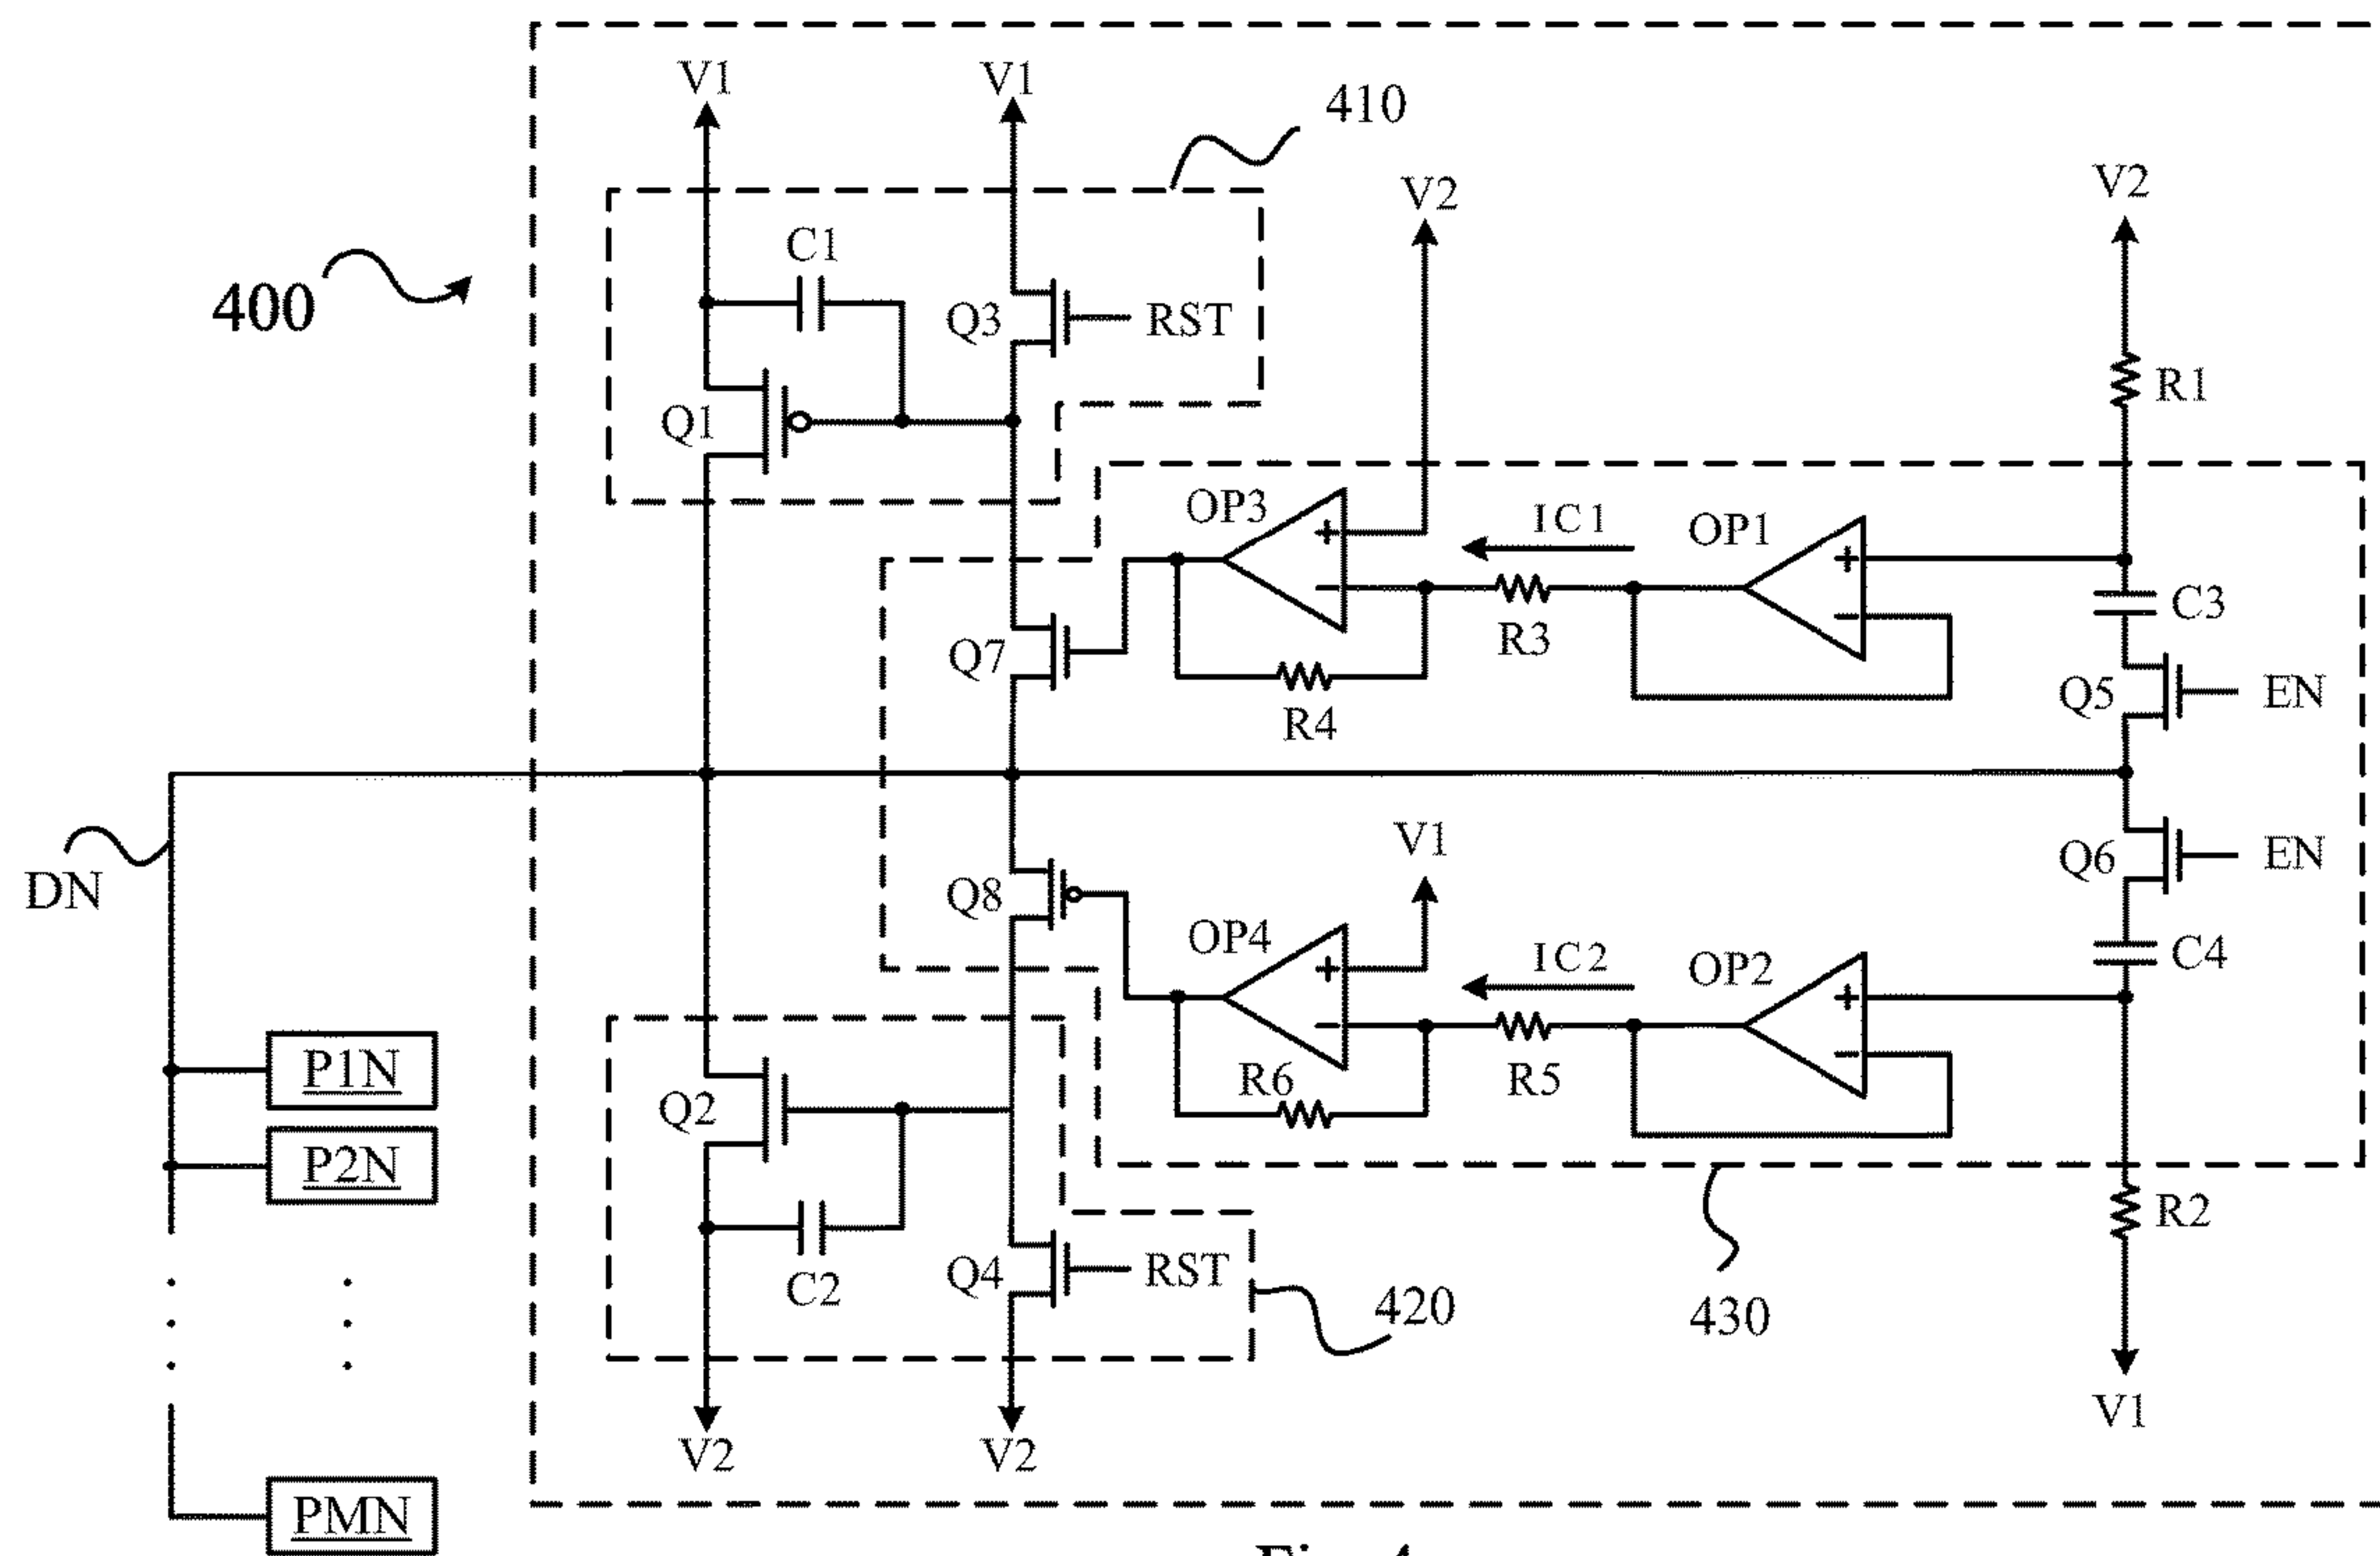 V1
V1
410
V2
V2
C1
400
Q3
RST
R1
Q1
OP3
IC1
OP1
C3
R3
Q7
Q5
EN
R4
DN
V1
Q6
EN
Q8
OP4
IC2
OP2
C4
P1N
R6
R5
Q2
P2N
R2
Q4
RST
C2
420
430
V1
V2
V2
PMN